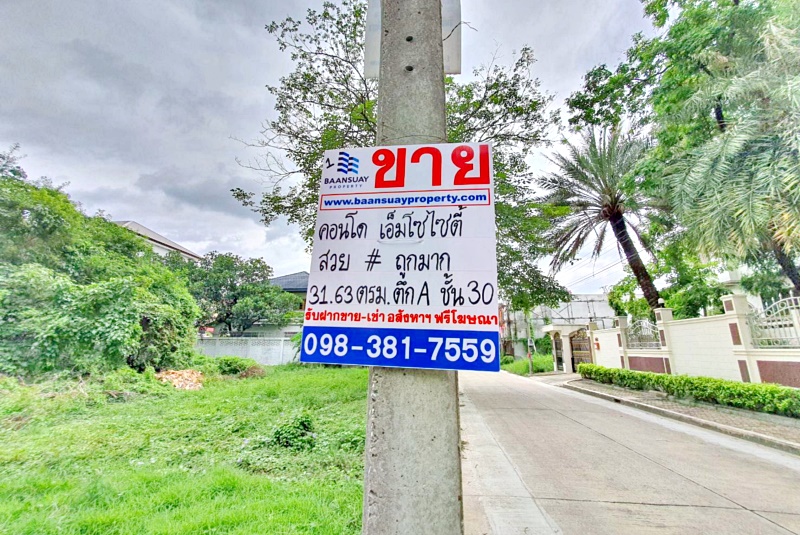 1
BAANSUAY
PROPERTY
ขาย
www.baansuayproperty.com
คอนโด เอ็มโซไซตี้
สวย # ถูกมาก
31.63 ตรม. ตึก A ชั้น 30
รับฝากขาย-เช่า อสังหาฯ ฟรีโฆษณา
098-381-7559